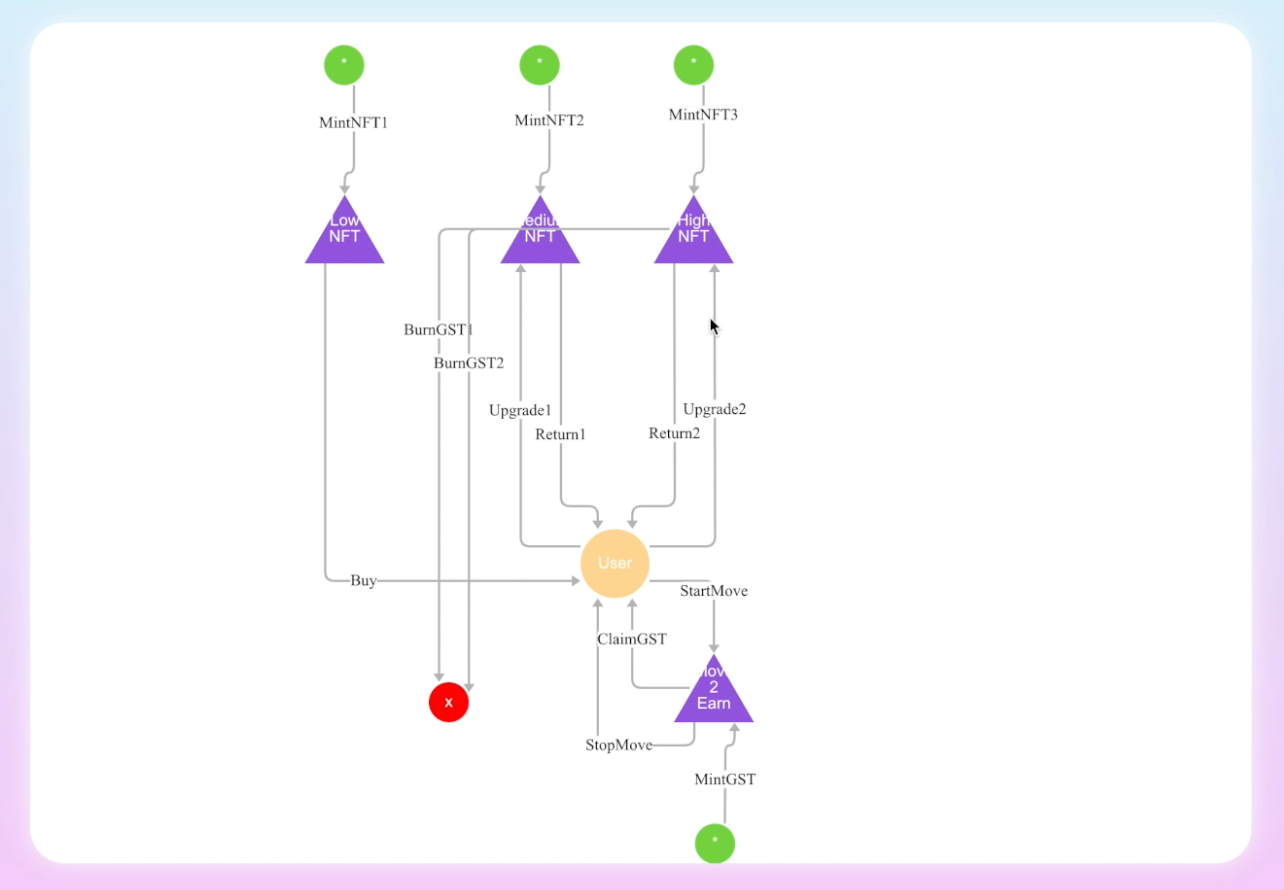 * * *
MintNFT1
MintNFT2
MintNFT3
Low
NFT
ediu
NFT
High
NFT
BurnGST1
BurnGST2
Upgrade1
Upgrade2
Return1
Return2
User
Buy
StartMove
ClaimGST
ov
2
Earn
x
StopMove
MintGST
*